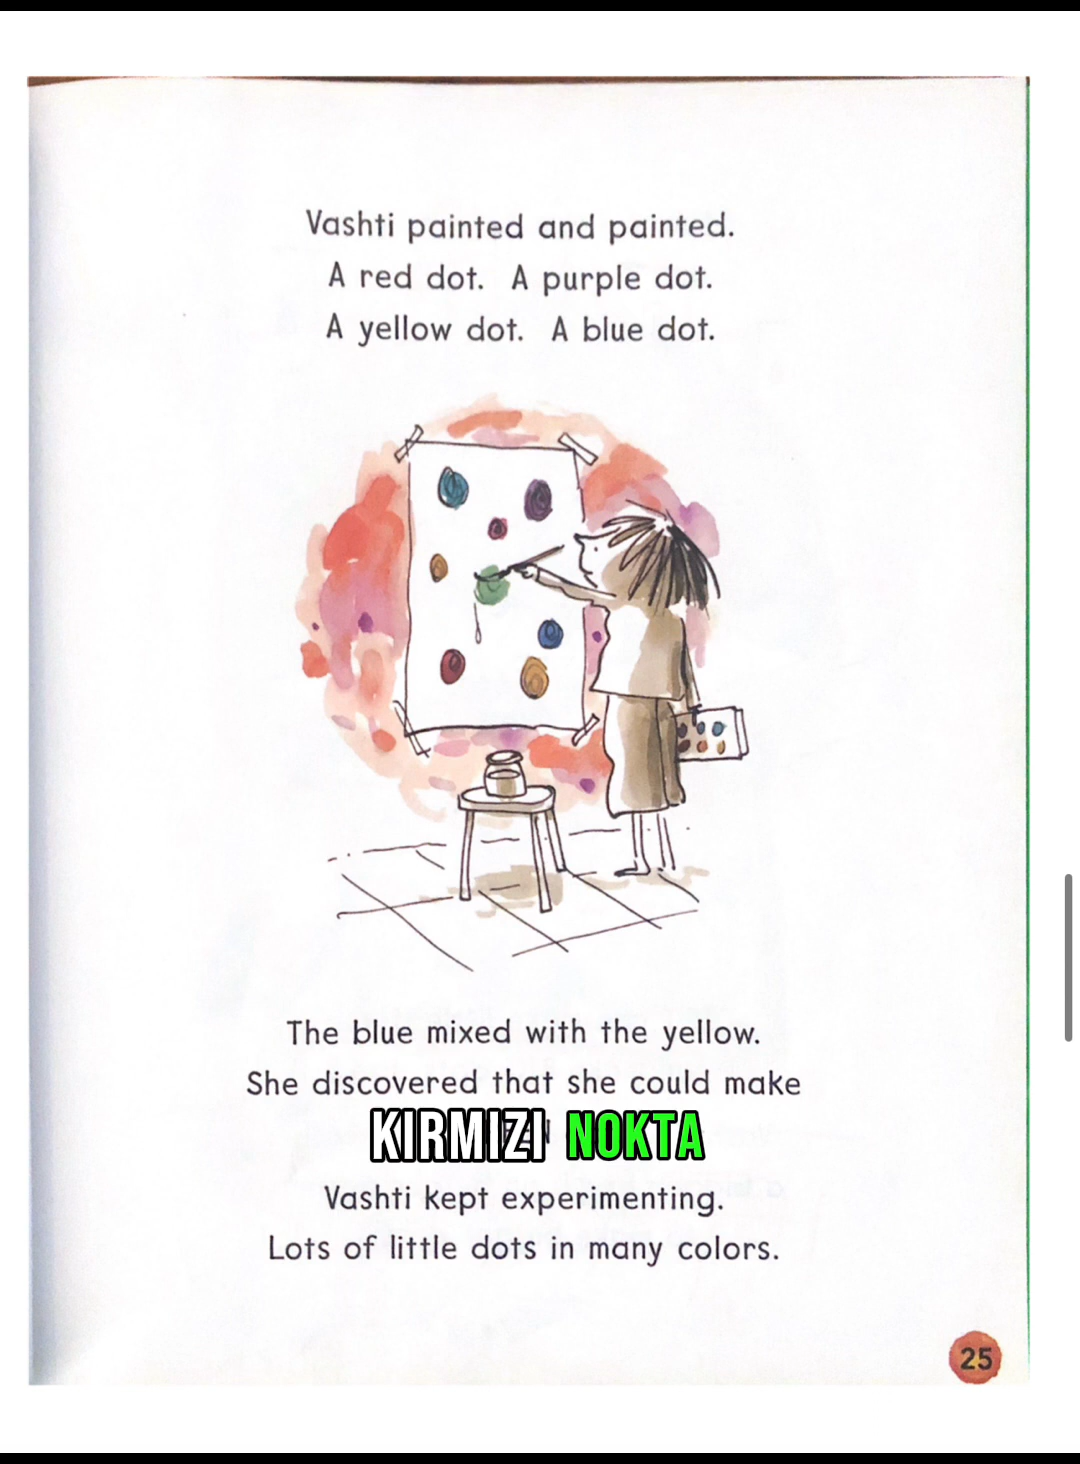 Vashti painted and painted.
A red dot. A purple dot.
A yellow dot. A blue dot.
The blue mixed with the yellow.
She discovered that she could make
KIRMIZI NOKTA
Vashti kept experimenting.
Lots of little dots in many colors.
25